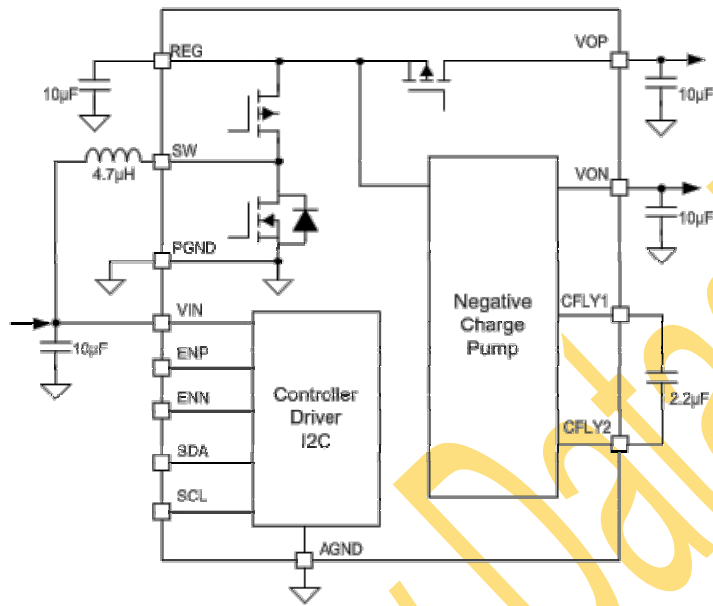 REG
VOP
10µF
10µF
SW
4.7µH
VON
10µF
PGND
Negative
Charge
Pump
CFLY1
VIN
10µF
ENP
Controller
Driver
I2C
2.2µF
ENN
CFLY2
SDA
SCL
AGND